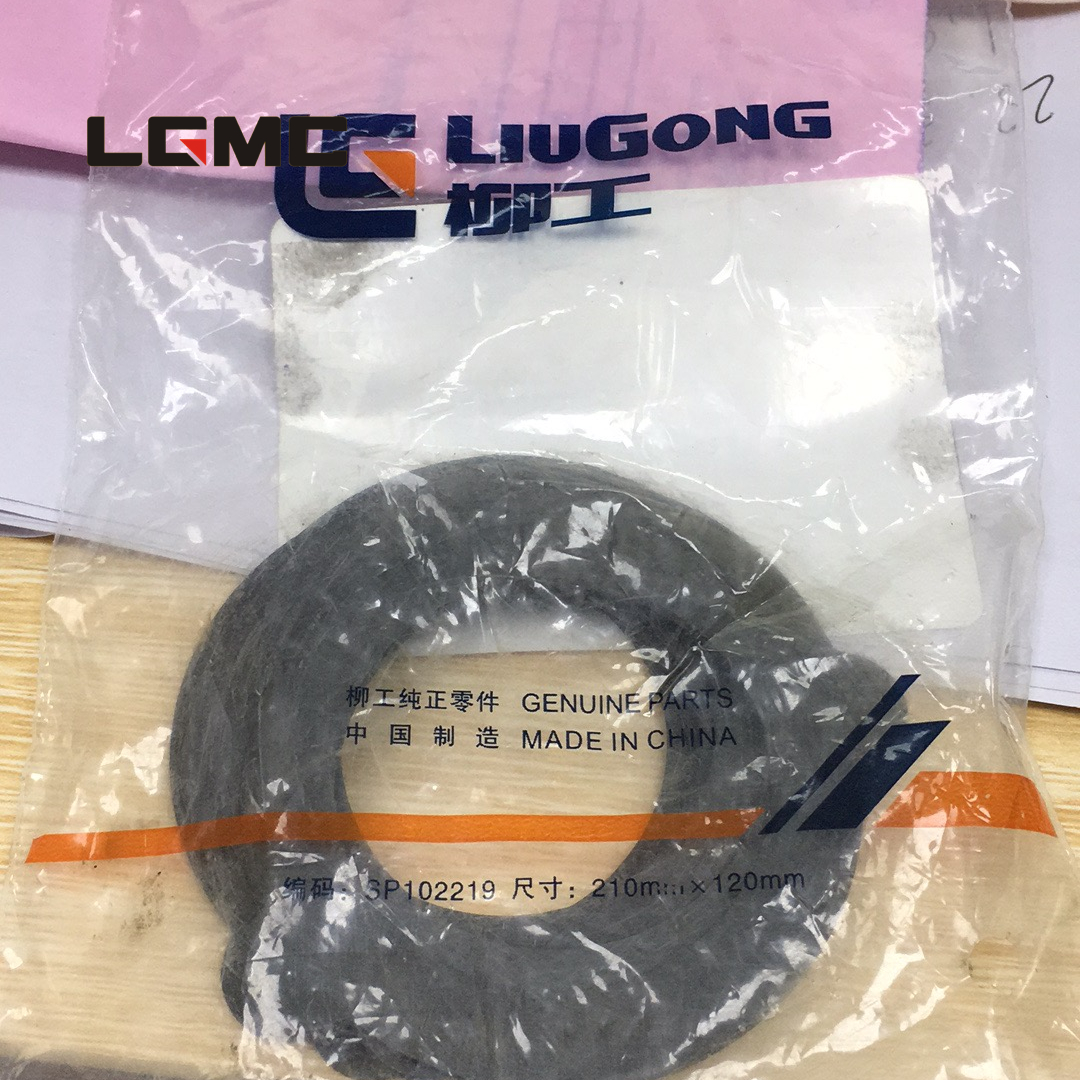 LGMC
LIUGONG
柳工
柳工纯正零件 GENUINE PARTS
中国制造 MADE IN CHINA
编码：SP102219 尺寸：210mm×120mm